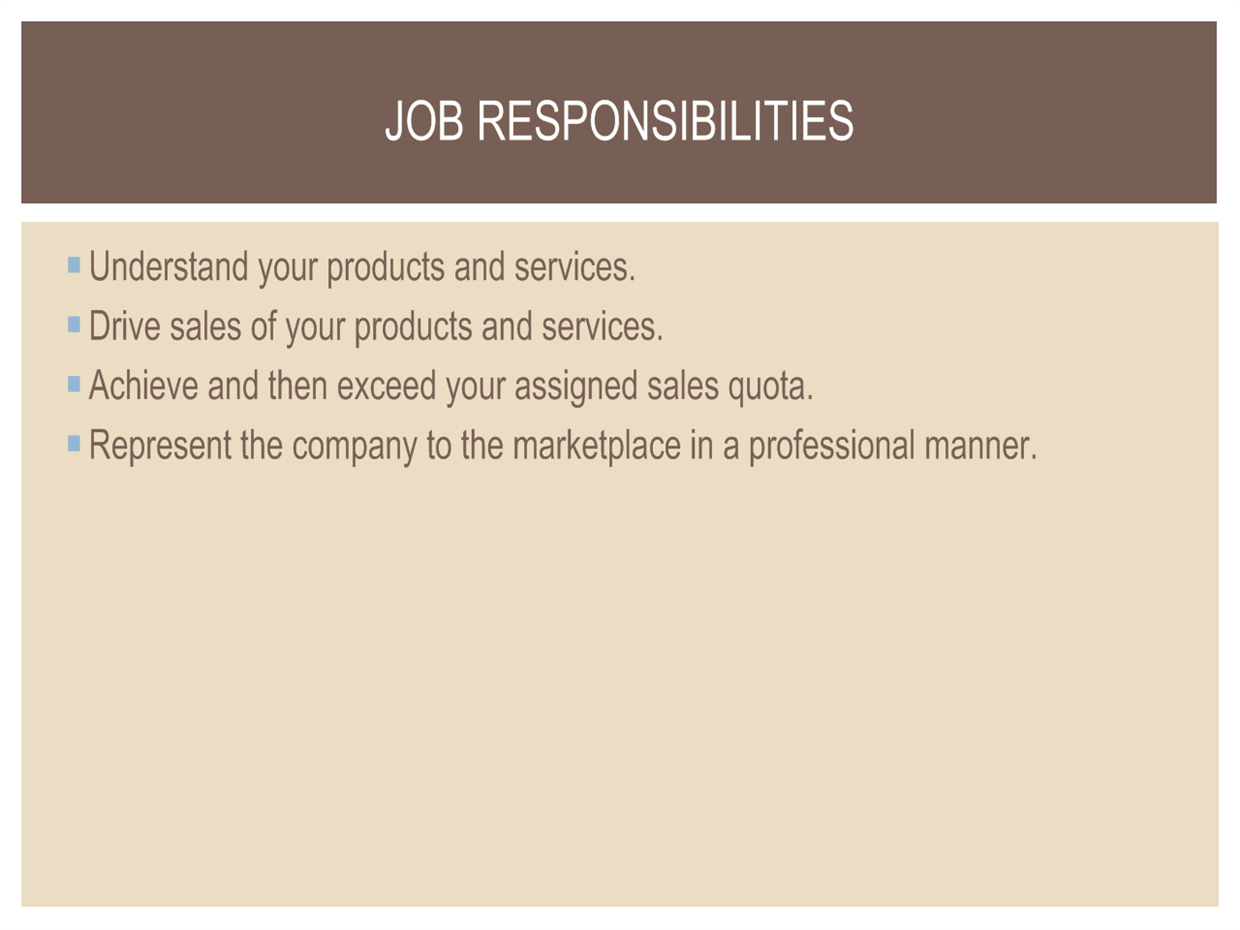 JOB RESPONSIBILITIES
Understand your products and services.
Drive sales of your products and services.
Achieve and then exceed your assigned sales quota.
Represent the company to the marketplace in a professional manner.